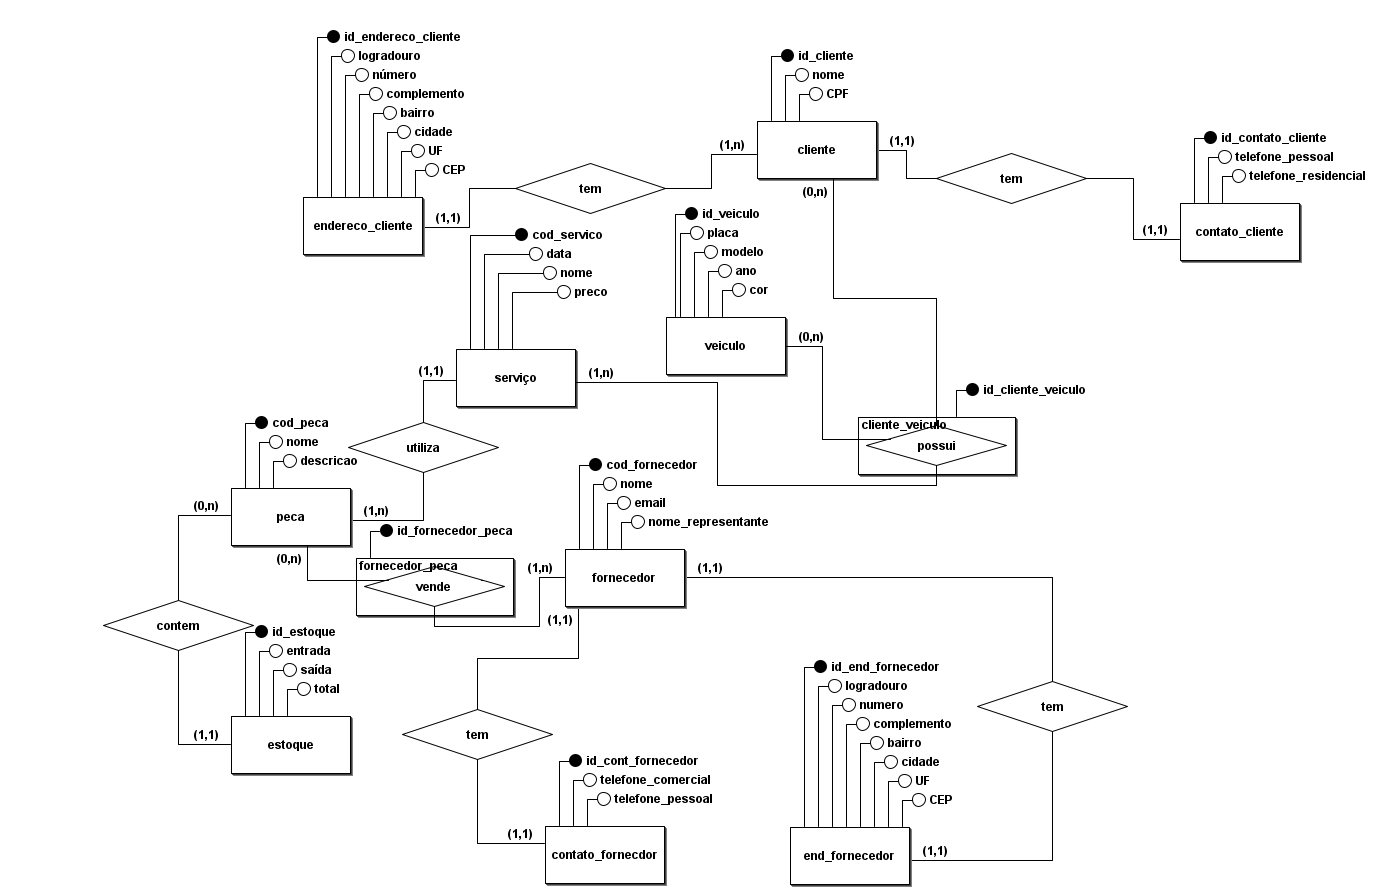 id_endereco_cliente
logradouro
número
complemento
bairro
cidade
UF
CEP
endereco_cliente
(1,1)
tem
(1,n)
id_cliente
nome
CPF
cliente
(1,1)
(0,n)
tem
id_contato_cliente
telefone_pessoal
telefone_residencial
contato_cliente
(1,1)
id_veiculo
placa
modelo
ano
cor
veiculo
(0,n)
cod_servico
data
nome
preco
serviço
(1,1)
(1,n)
id_cliente_veiculo
cliente_veiculo
possui
utiliza
cod_peca
nome
descricao
peca
(0,n)
(1,n)
(0,n)
id_fornecedor_peca
fornecedor_peca
vende
(1,n)
cod_fornecedor
nome
email
nome_representante
fornecedor
(1,1)
(1,1)
contem
id_estoque
entrada
saída
total
estoque
(1,1)
tem
id_cont_fornecedor
telefone_comercial
telefone_pessoal
contato_fornecdor
(1,1)
id_end_fornecedor
logradouro
numero
complemento
bairro
cidade
UF
CEP
end_fornecedor
(1,1)
tem